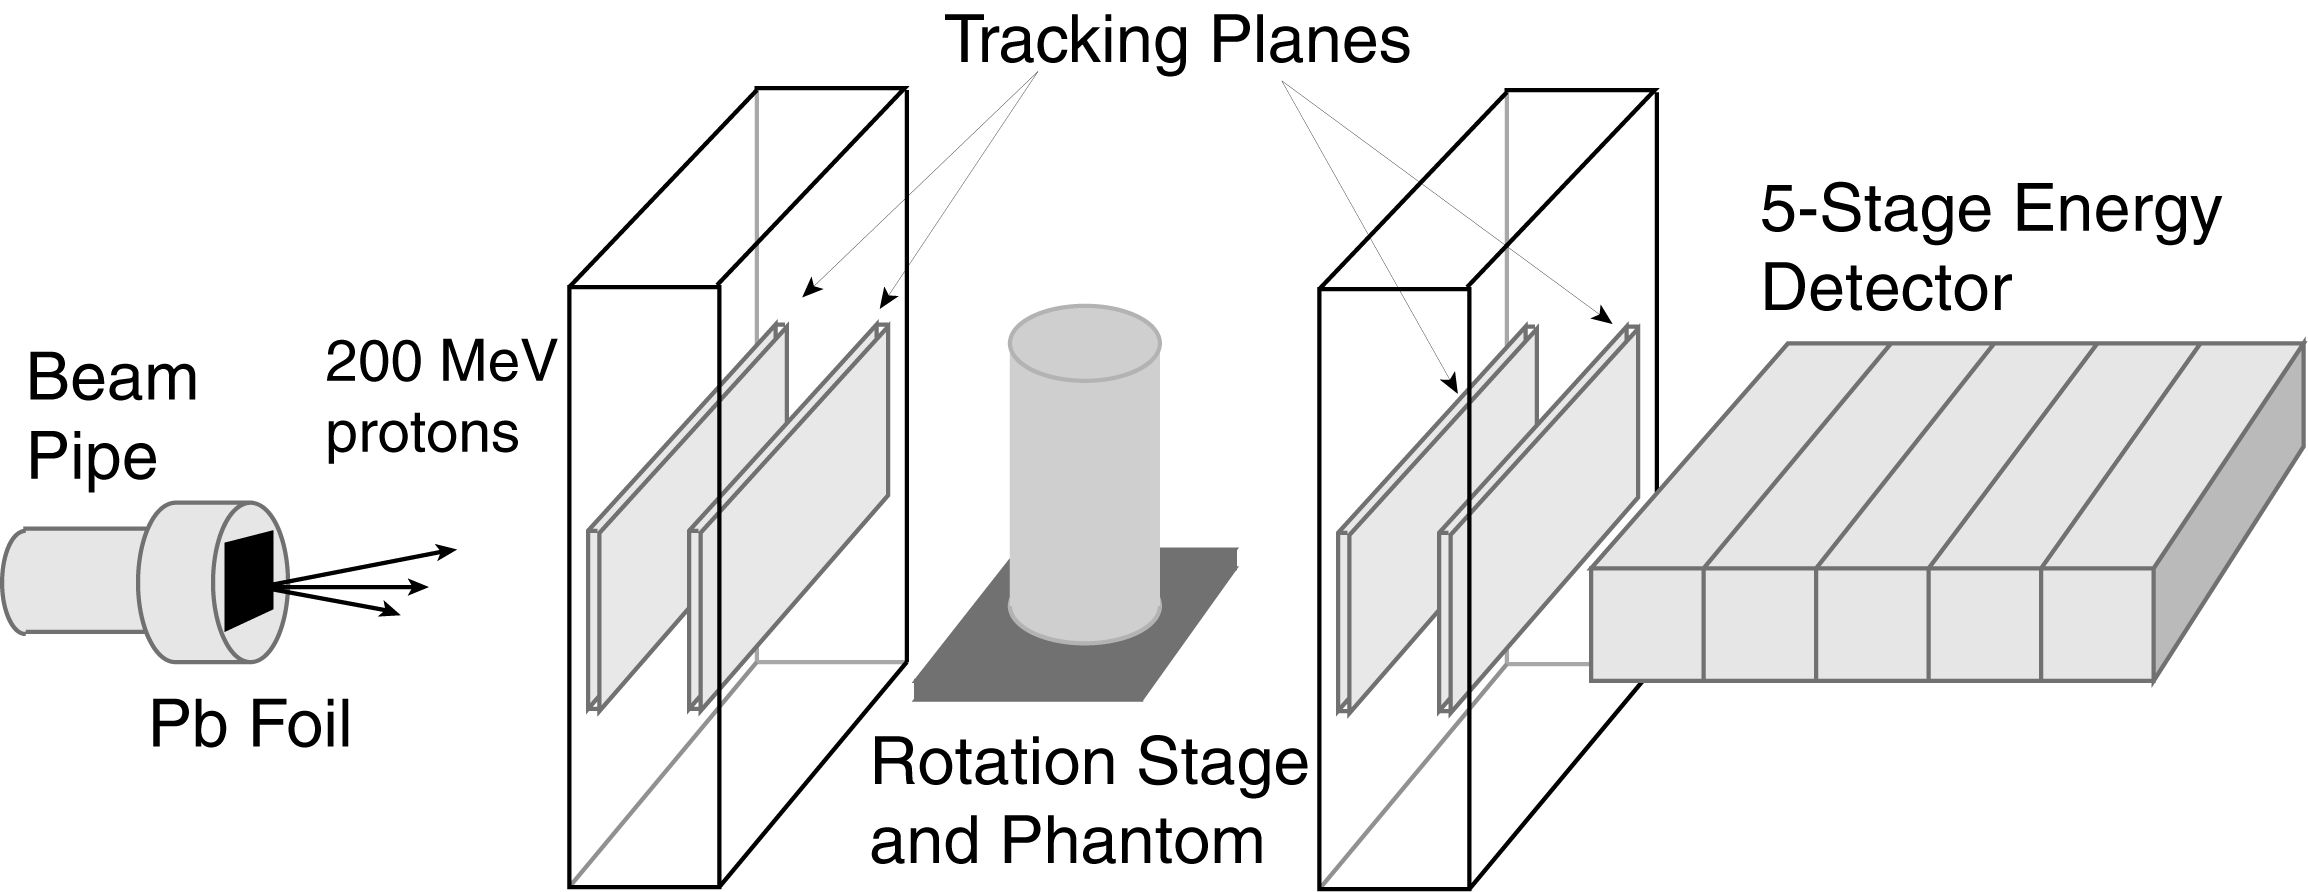 Tracking Planes
5-Stage Energy
Detector
200 MeV
protons
Beam
Pipe
Pb Foil
Rotation Stage
and Phantom